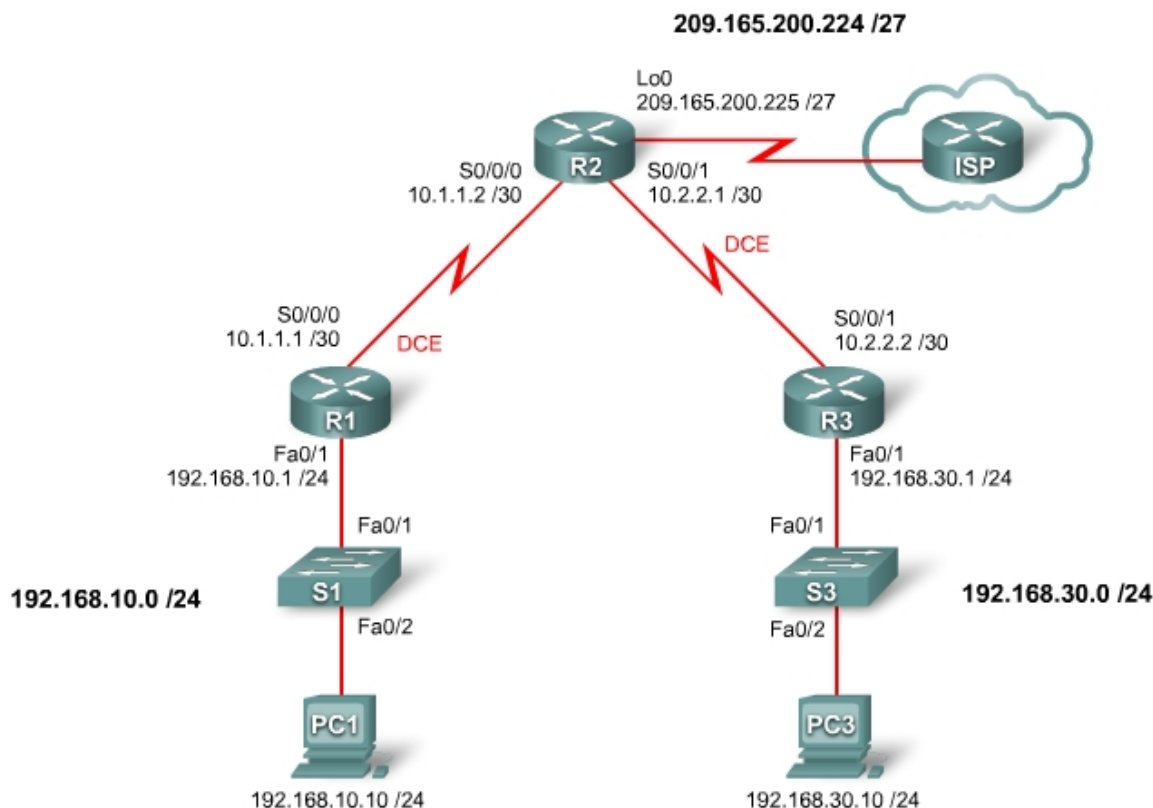 209.165.200.224 /27
Lo0
209.165.200.225 /27
R2
ISP
S0/0/0
10.1.1.2 /30
S0/0/1
10.2.2.1 /30
DCE
S0/0/0
10.1.1.1 /30
DCE
S0/0/1
10.2.2.2 /30
R1
R3
Fa0/1
192.168.10.1 /24
Fa0/1
192.168.30.1 /24
Fa0/1
Fa0/1
S1
S3
192.168.10.0 /24
192.168.30.0 /24
Fa0/2
Fa0/2
PC1
PC3
192.168.10.10 /24
192.168.30.10 /24